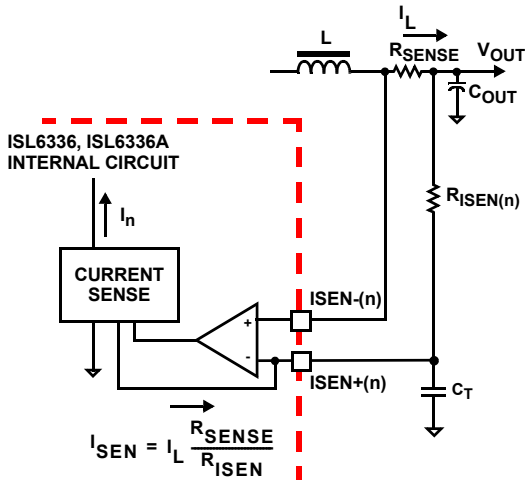 I_L
L
R_SENSE
V_OUT
C_OUT
ISL6336, ISL6336A
INTERNAL CIRCUIT
I_n
R_ISEN(n)
CURRENT
SENSE
ISEN-(n)
+
-
ISEN+(n)
C_T
I_SEN = I_L R_SENSE / R_ISEN